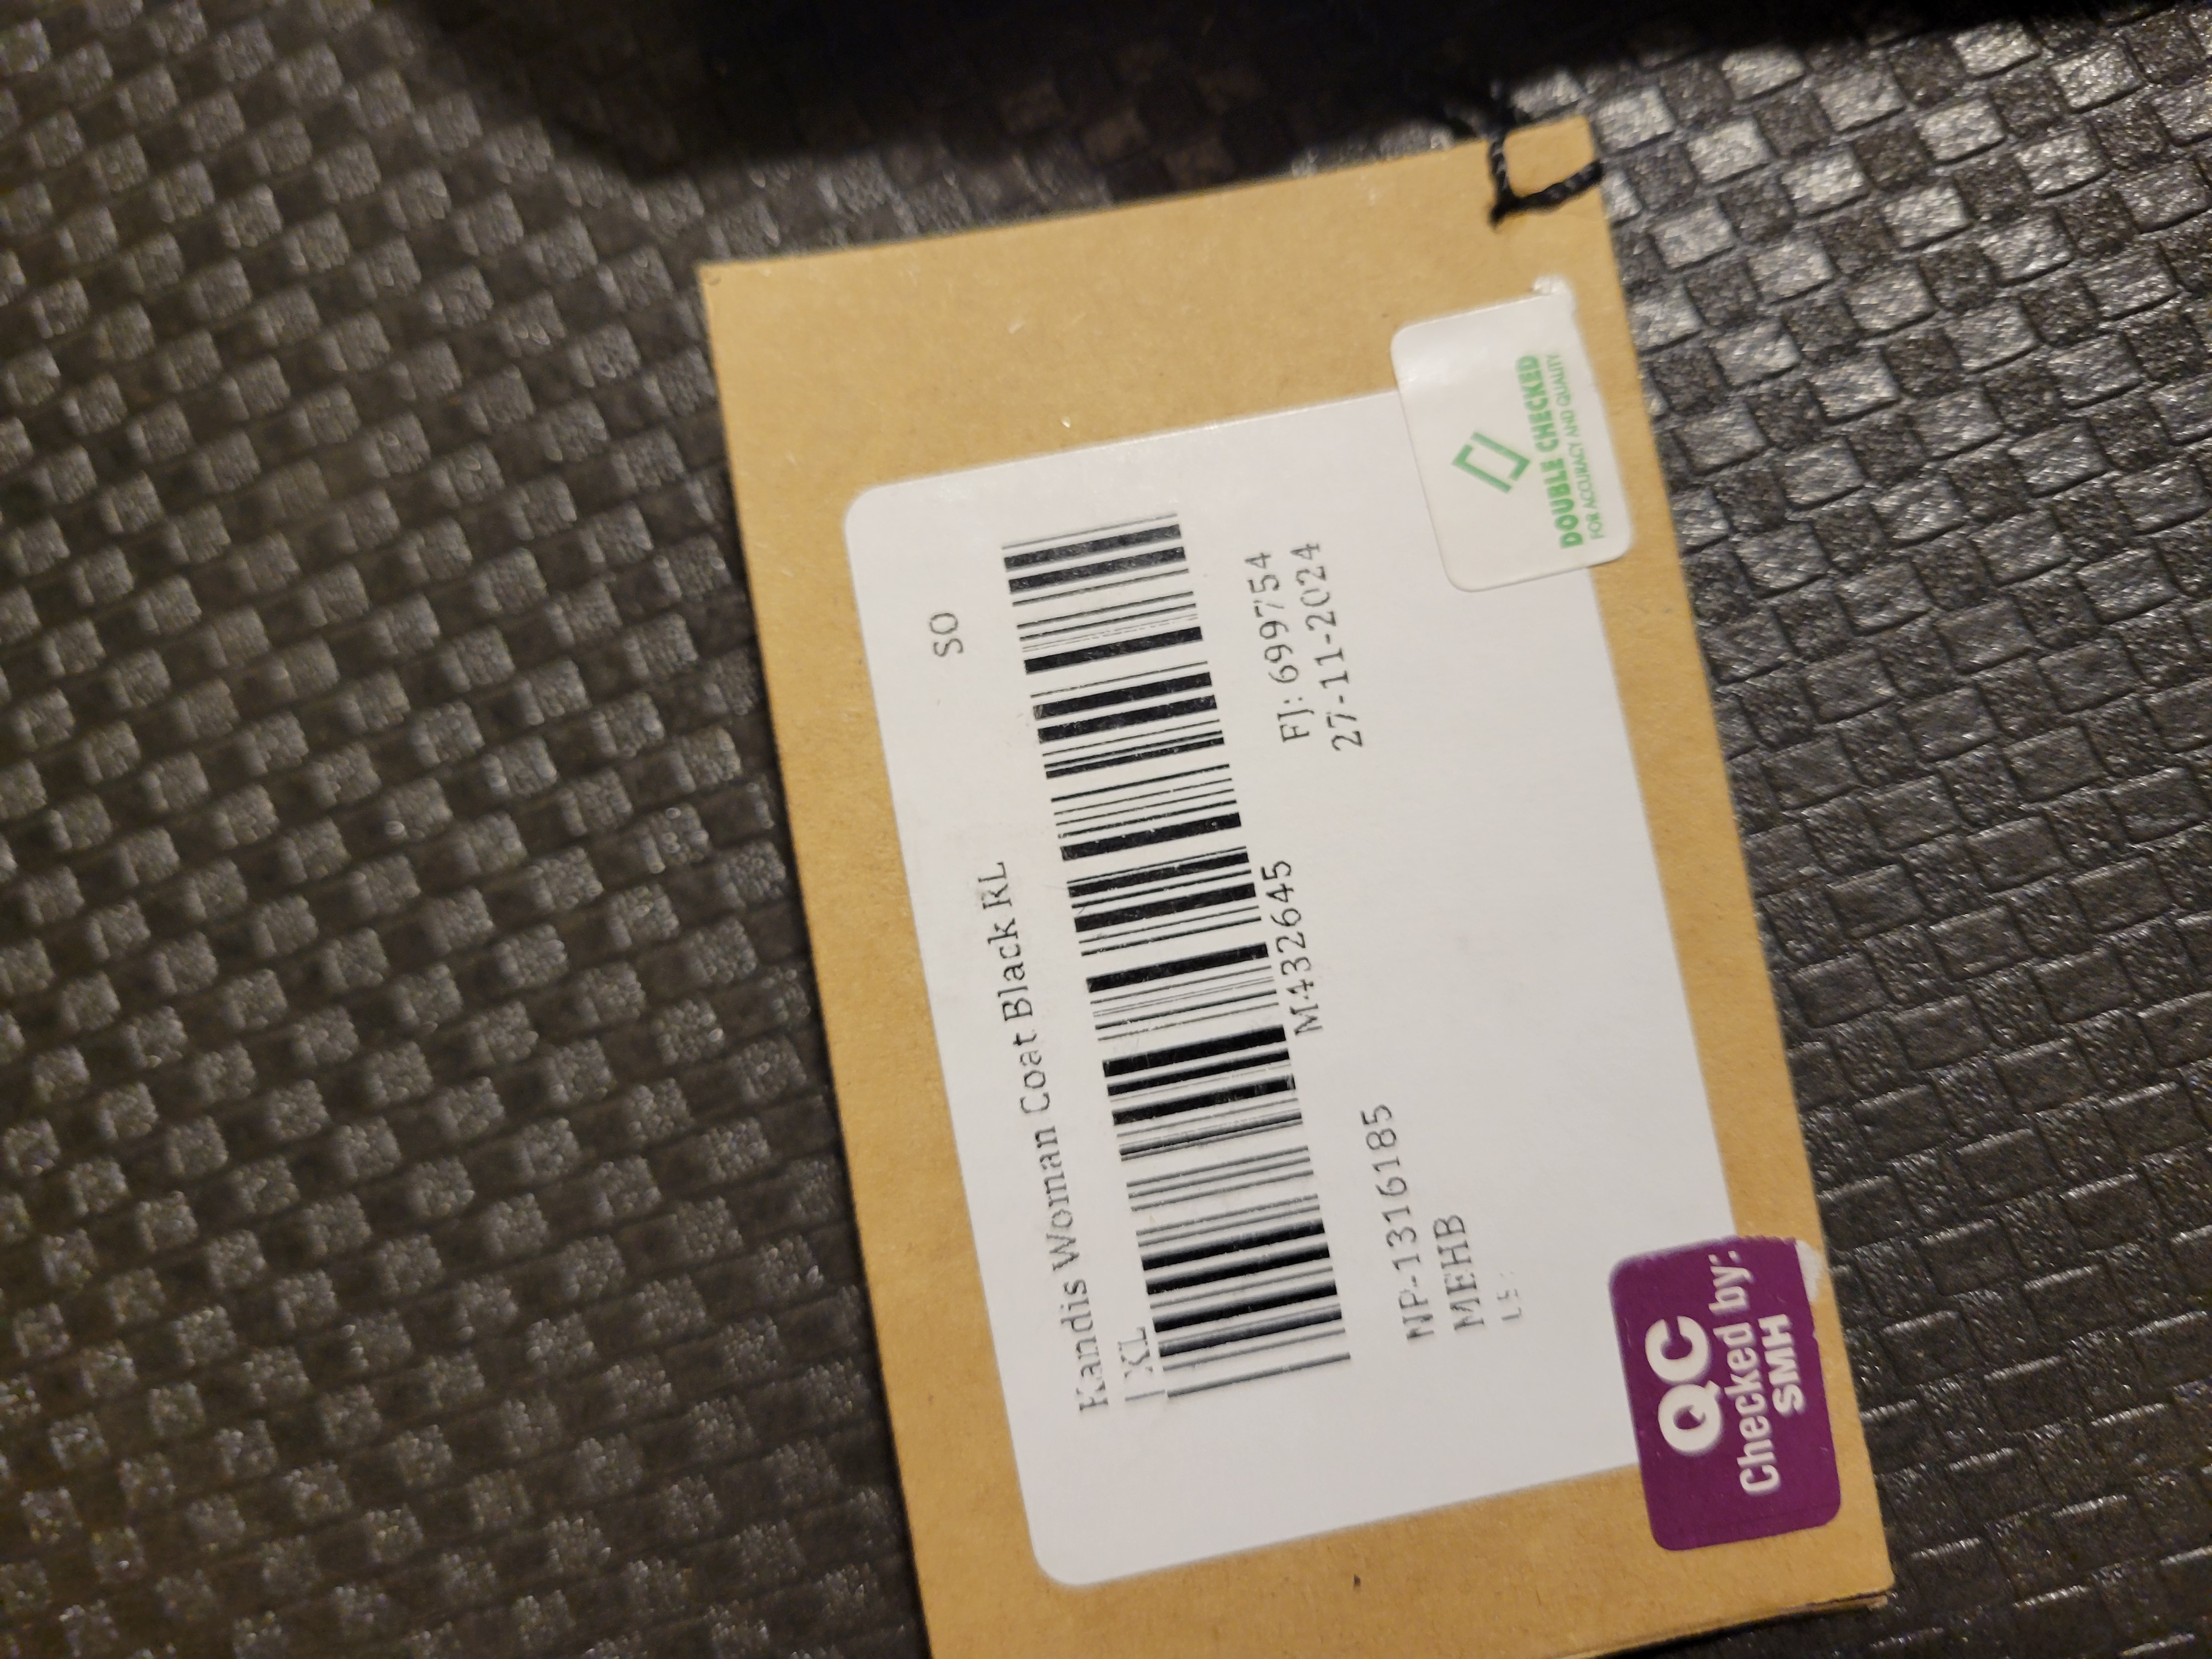 SO
Kandis Woman Coat Black RL
| XL
M432645
FJ: 699754
27-11-2024
NP-1316185
MEHB
DOUBLE CHECKED
FOR ACCURACY AND QUALITY
QC
Checked by:
SMH